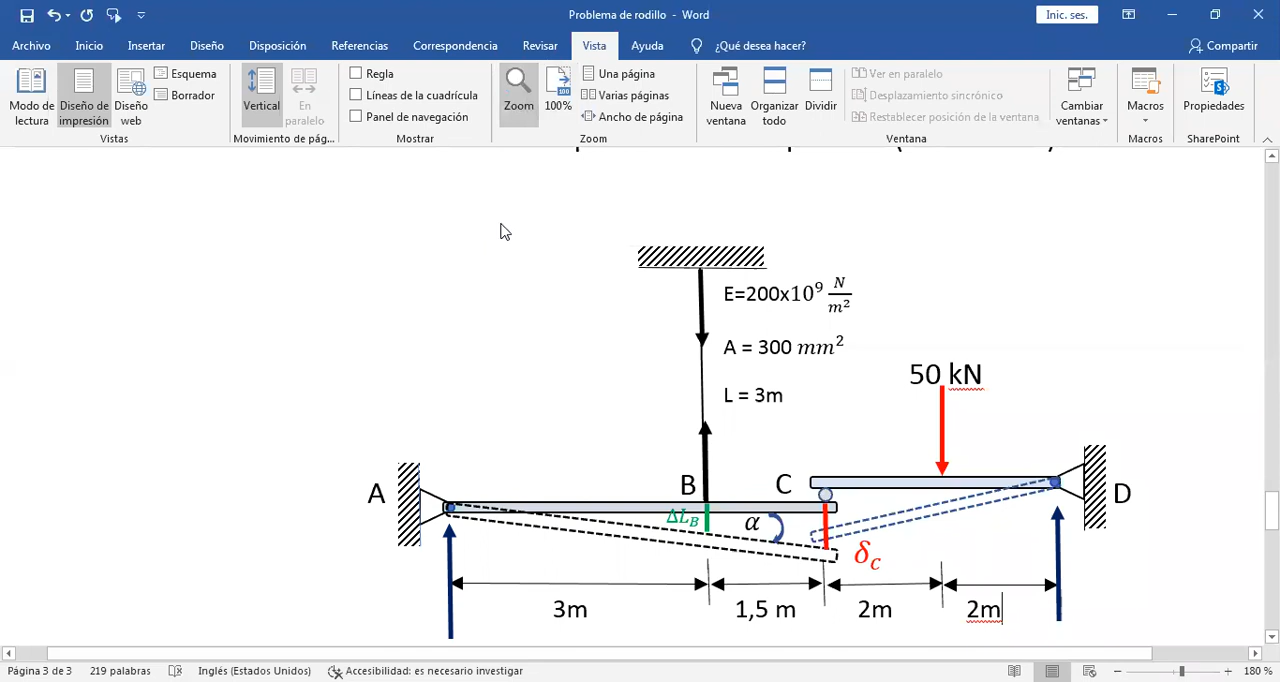 Problema de rodillo - Word
Inic. ses.
Archivo Inicio Insertar Diseño Disposición Referencias Correspondencia Revisar Vista Ayuda ¿Qué desea hacer? Compartir
Modo de lectura
Diseño de impresión
Diseño web
Esquema
Borrador
Vistas
Vertical
En paralelo
Movimiento de pág...
Regla
Líneas de la cuadrícula
Panel de navegación
Mostrar
Zoom
100
100%
Una página
Varias páginas
Ancho de página
Zoom
Nueva ventana
Organizar todo
Dividir
Ver en paralelo
Desplazamiento sincrónico
Restablecer posición de la ventana
Ventana
Cambiar ventanas
Macros
Macros
Propiedades
SharePoint
E=200x10⁹ N/m²
A = 300 mm²
L = 3m
50 kN
A
B
C
D
ΔL_B
α
δ_C
3m
1,5 m
2m
2m
Página 3 de 3 219 palabras Inglés (Estados Unidos) Accesibilidad: es necesario investigar 180 %